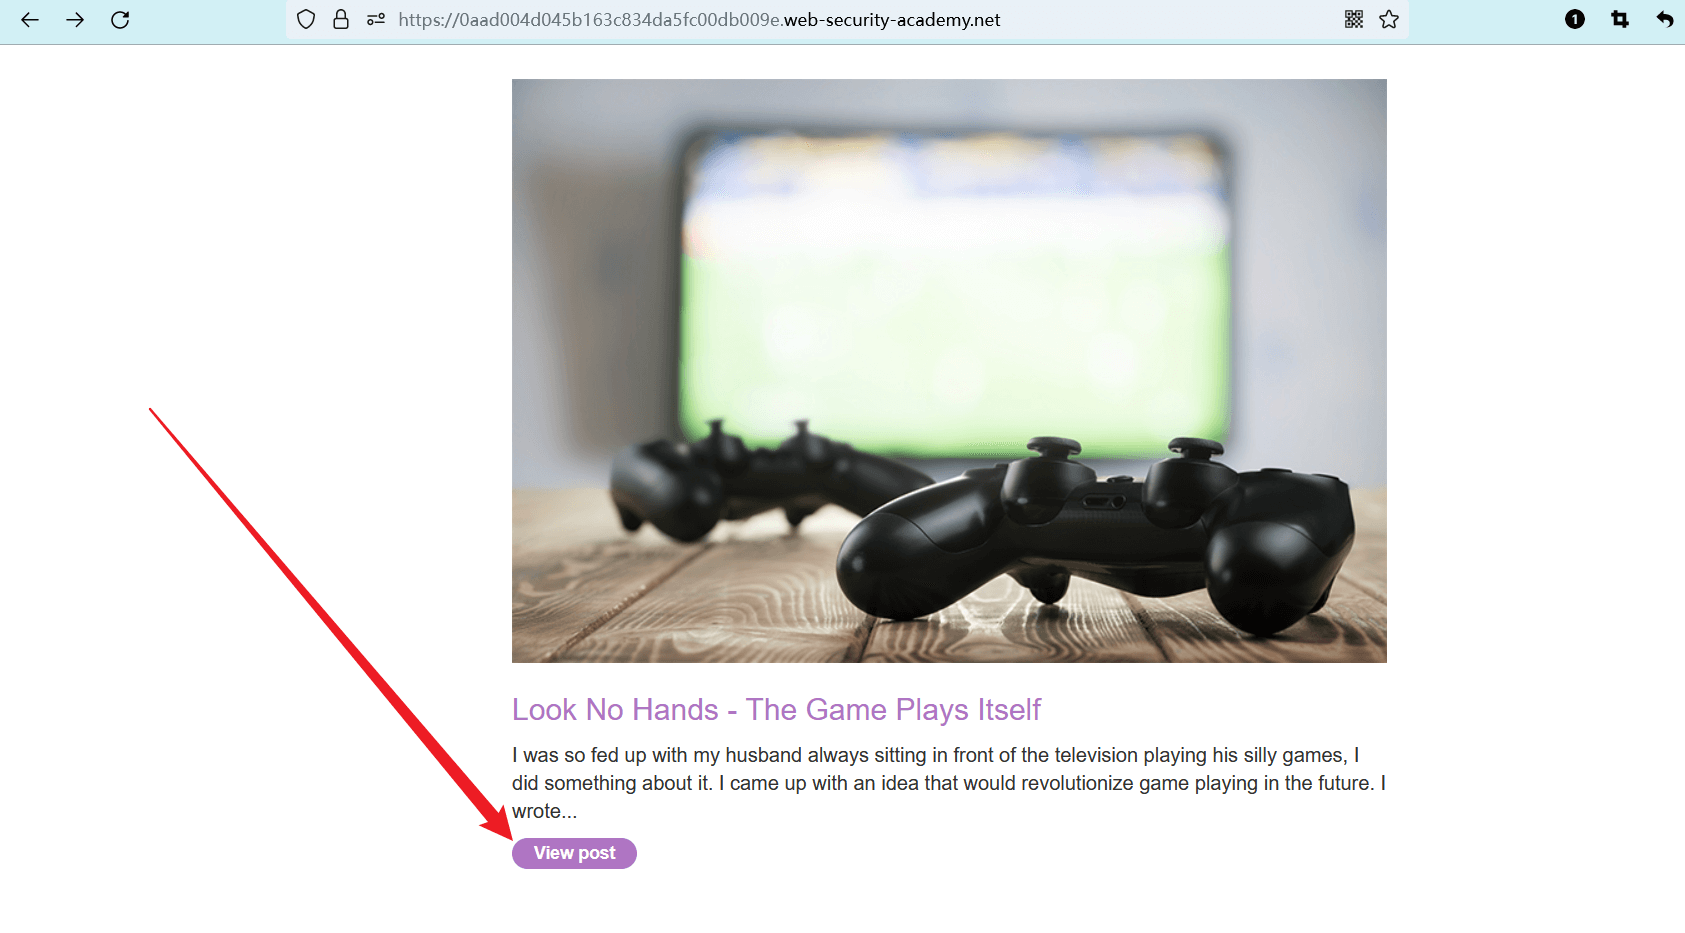 https://0aad004d045b163c834da5fc00db009e.web-security-academy.net
1
Look No Hands - The Game Plays Itself
I was so fed up with my husband always sitting in front of the television playing his silly games, I
did something about it. I came up with an idea that would revolutionize game playing in the future. I
wrote...
View post